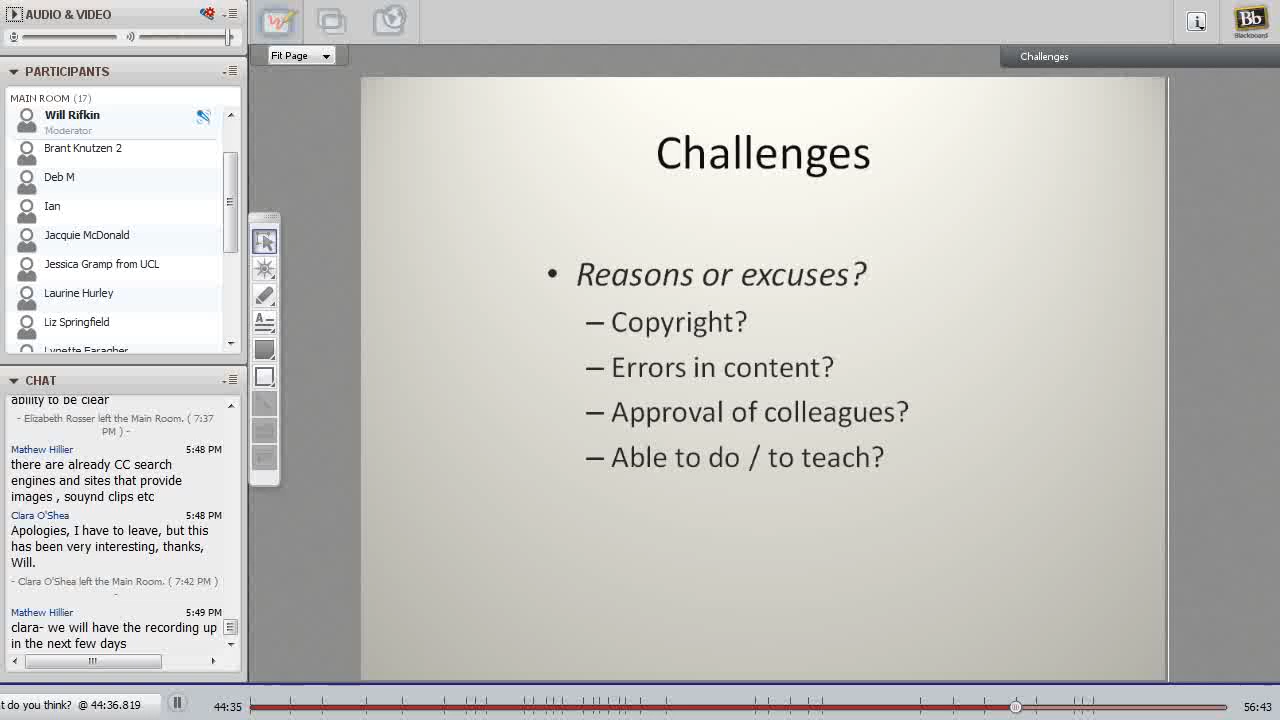 AUDIO & VIDEO
PARTICIPANTS
MAIN ROOM (17)
Will Rifkin
Moderator
Brant Knutzen 2
Deb M
Ian
Jacquie McDonald
Jessica Gramp from UCL
Laurine Hurley
Liz Springfield
Lynette Faragher
CHAT
ability to be clear
- Elizabeth Rosser left the Main Room. ( 7:37
PM ) -
Mathew Hillier 5:48 PM
there are already CC search
engines and sites that provide
images , souynd clips etc
Clara O'Shea 5:48 PM
Apologies, I have to leave, but this
has been very interesting, thanks,
Will.
- Clara O'Shea left the Main Room. ( 7:42 PM )
-
Mathew Hillier 5:49 PM
clara- we will have the recording up
in the next few days
Fit Page
Challenges
Bb
Blackboard
Challenges
• Reasons or excuses?
– Copyright?
– Errors in content?
– Approval of colleagues?
– Able to do / to teach?
t do you think? @ 44:36.819
44:35
56:43